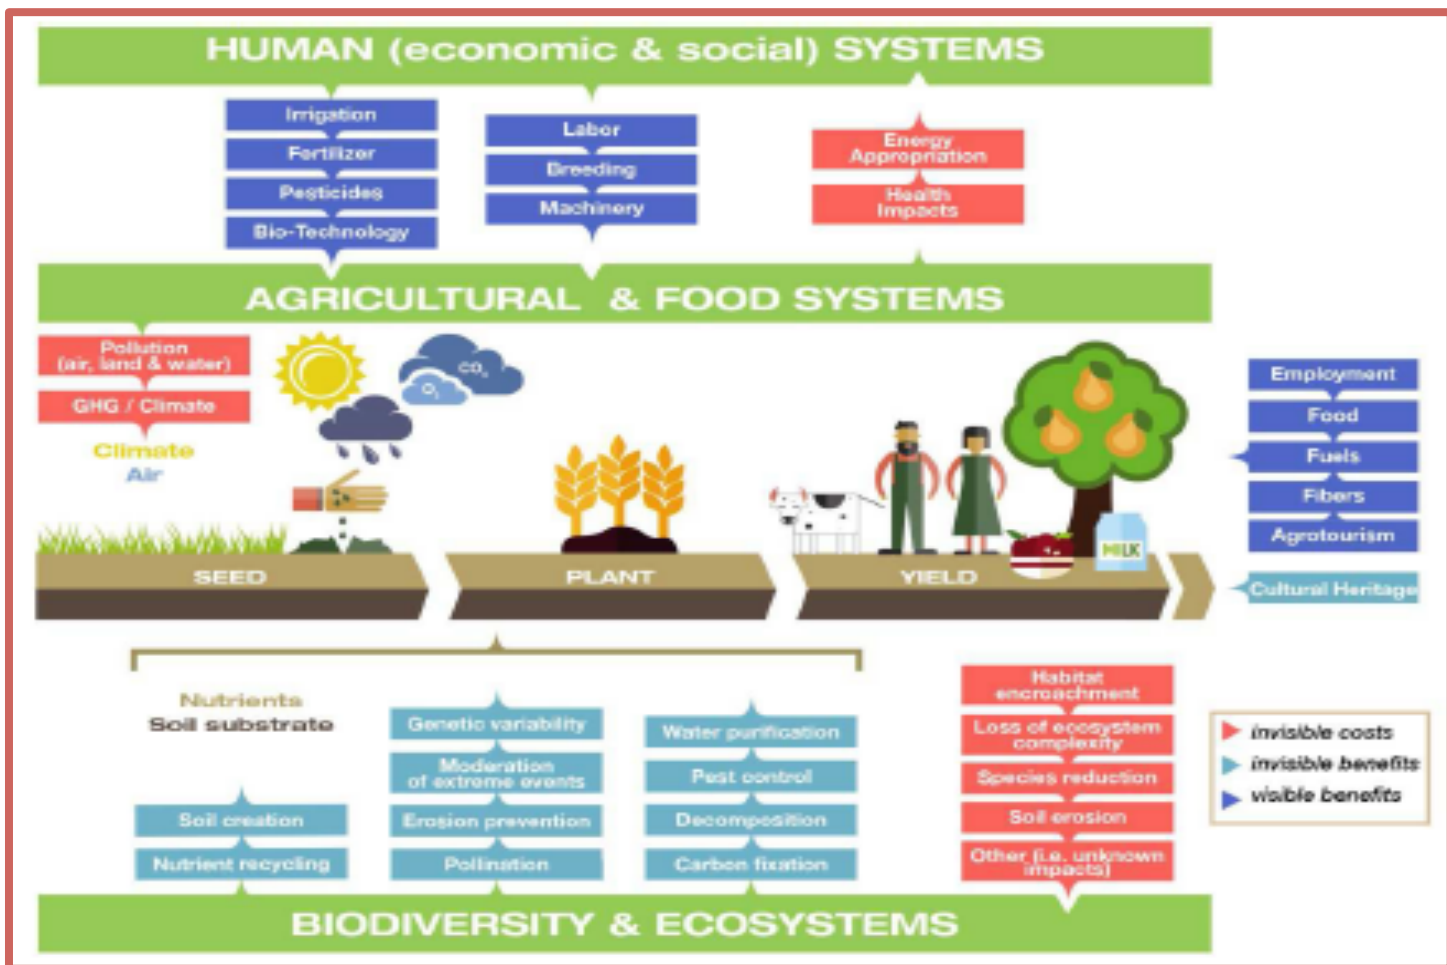 HUMAN (economic & social) SYSTEMS
Irrigation
Fertilizer
Pesticides
Bio-Technology
Labor
Breeding
Machinery
Energy
Appropriation
Health
Impacts
AGRICULTURAL & FOOD SYSTEMS
Pollution
(air, land & water)
GHG / Climate
Climate
Air
CO₂
O₂
Employment
Food
Fuels
Fibers
Agrotourism
Cultural Heritage
MILK
SEED
PLANT
YIELD
Nutrients
Soil substrate
Soil creation
Nutrient recycling
Genetic variability
Moderation
of extreme events
Erosion prevention
Pollination
Water purification
Pest control
Decomposition
Carbon fixation
Habitat
encroachment
Loss of ecosystem
complexity
Species reduction
Soil erosion
Other (i.e. unknown
impacts)
invisible costs
invisible benefits
visible benefits
BIODIVERSITY & ECOSYSTEMS